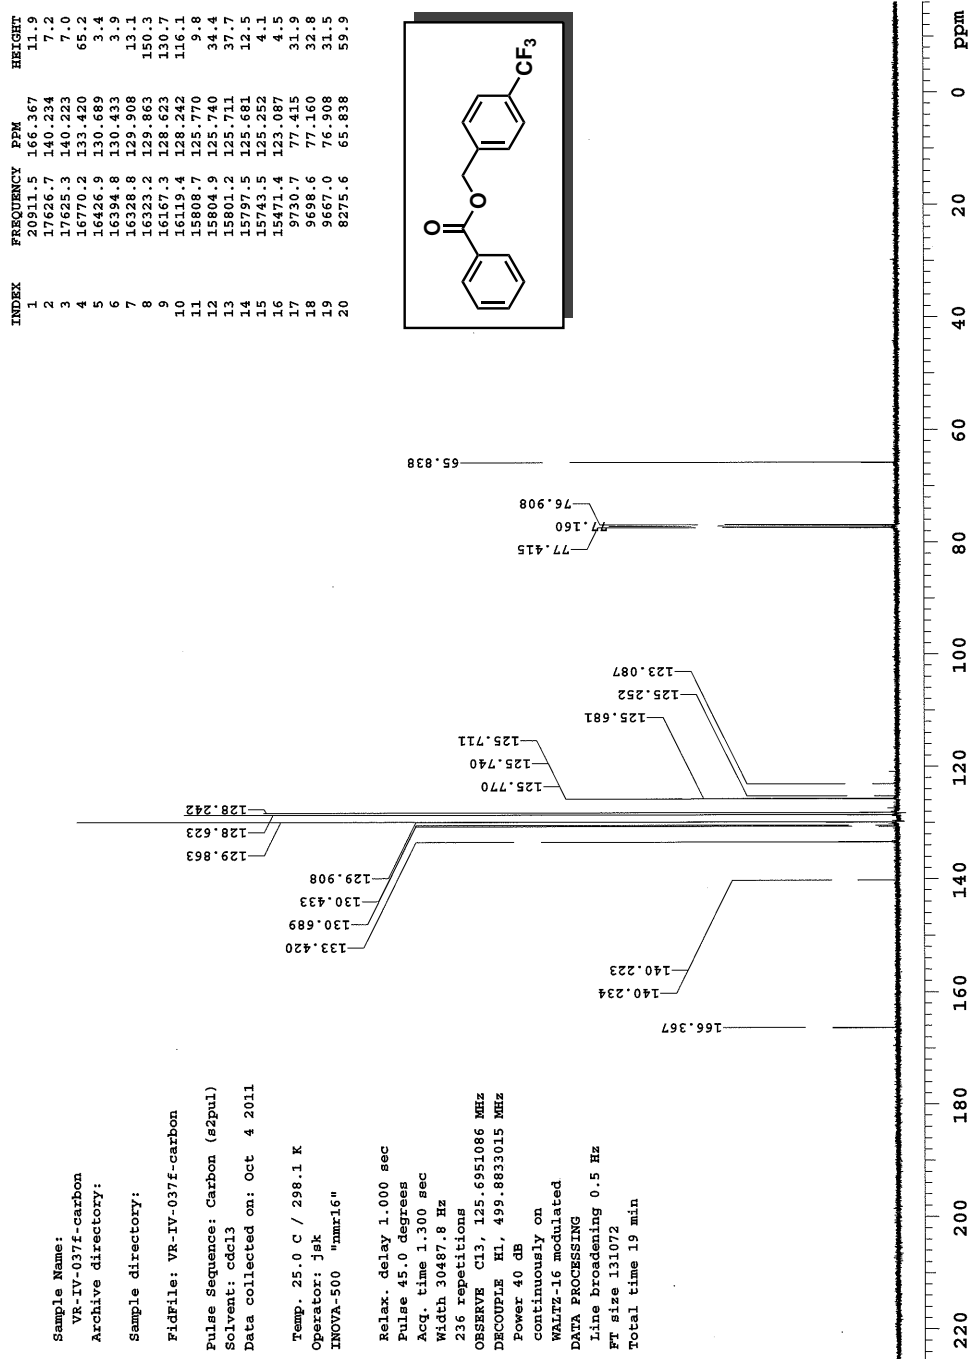 Sample Name:
VR-IV-037f-carbon
Archive directory:
Sample directory:
FidFile: VR-IV-037f-carbon
Pulse Sequence: Carbon (s2pul)
Solvent: cdcl3
Data collected on: Oct 4 2011
Temp. 25.0 C / 298.1 K
Operator: jsk
INOVA-500 "nmr16"
Relax. delay 1.000 sec
Pulse 45.0 degrees
Acq. time 1.300 sec
Width 30487.8 Hz
236 repetitions
OBSERVE C13, 125.6951086 MHz
DECOUPLE H1, 499.8833015 MHz
Power 40 dB
continuously on
WALTZ-16 modulated
DATA PROCESSING
Line broadening 0.5 Hz
FT size 131072
Total time 19 min
INDEX FREQUENCY PPM HEIGHT
1 20911.5 166.367 11.9
2 17626.7 140.234 7.2
3 17625.3 140.223 7.0
4 16770.2 133.420 65.2
5 16426.9 130.689 3.4
6 16394.8 130.433 3.9
7 16328.8 129.908 13.1
8 16323.2 129.863 150.3
9 16167.3 128.623 130.7
10 16119.4 128.242 116.1
11 15808.7 125.770 9.8
12 15804.9 125.740 34.4
13 15801.2 125.711 37.7
14 15797.5 125.681 12.5
15 15743.5 125.252 4.1
16 15471.4 123.087 4.5
17 9730.7 77.415 31.9
18 9698.6 77.160 32.8
19 9667.0 76.908 31.5
20 8275.6 65.838 59.9
O
O
CF3
166.367
140.234
140.223
133.420
130.689
130.433
129.908
129.863
128.623
128.242
125.770
125.740
125.711
125.681
125.252
123.087
77.415
77.160
76.908
65.838
220 200 180 160 140 120 100 80 60 40 20 0 ppm